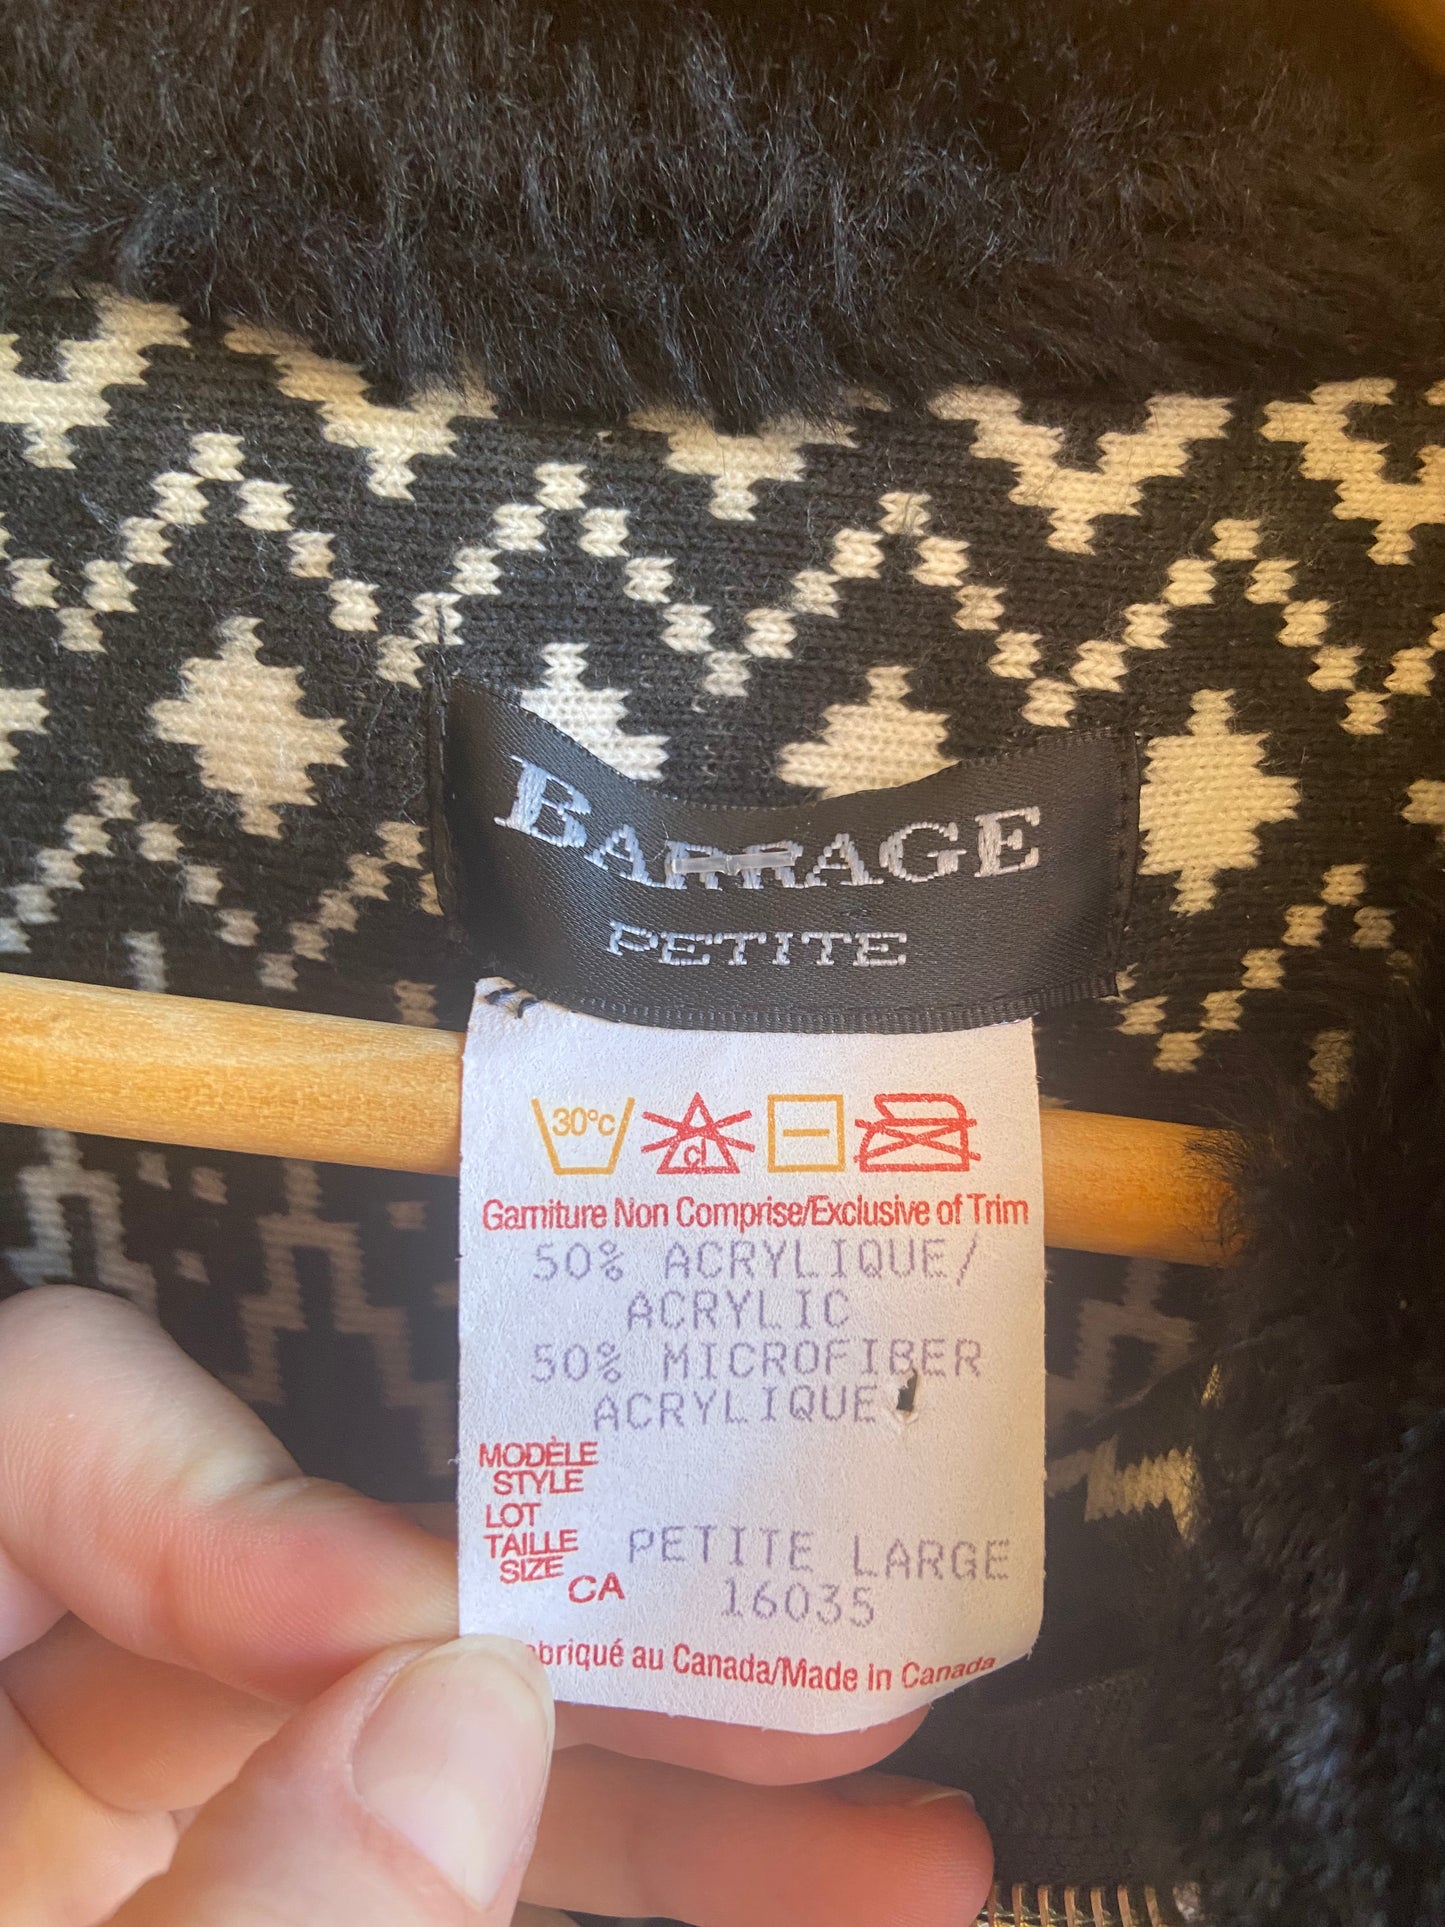 BARRAGE
PETITE
30°c cl
Garniture Non Comprise/Exclusive of Trim
50% ACRYLIQUE/
ACRYLIC
50% MICROFIBER
ACRYLIQUE
MODÈLE
STYLE
LOT
TAILLE PETITE LARGE
SIZE
CA 16035
au Canada/Made in Canada